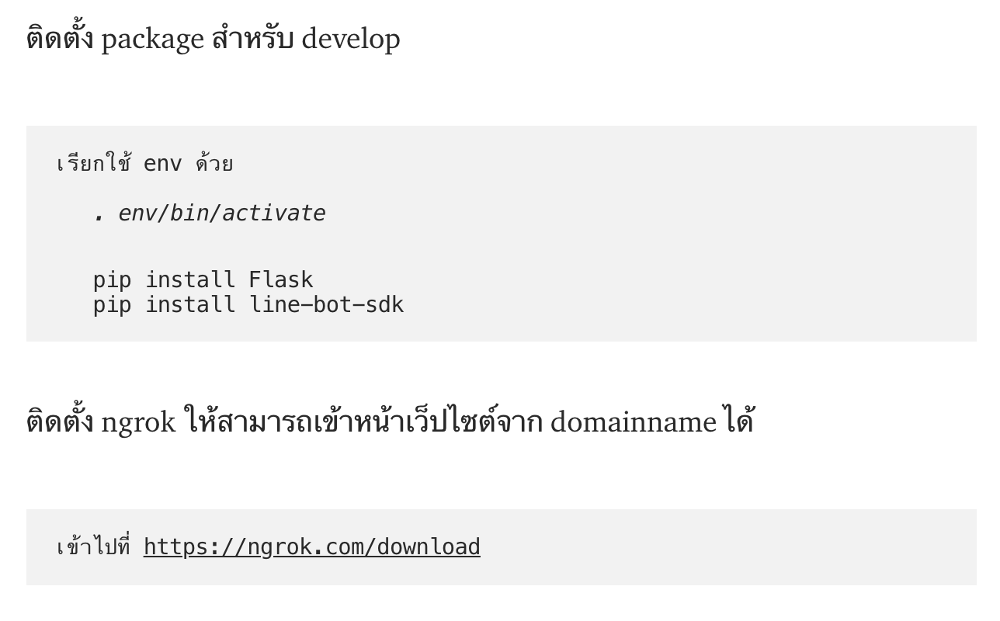 ติดตั้ง package สำหรับ develop
เรียกใช้ env ด้วย
. env/bin/activate
pip install Flask
pip install line-bot-sdk
ติดตั้ง ngrok ให้สามารถเข้าหน้าเว็ปไซต์จาก domainname ได้
เข้าไปที่ https://ngrok.com/download